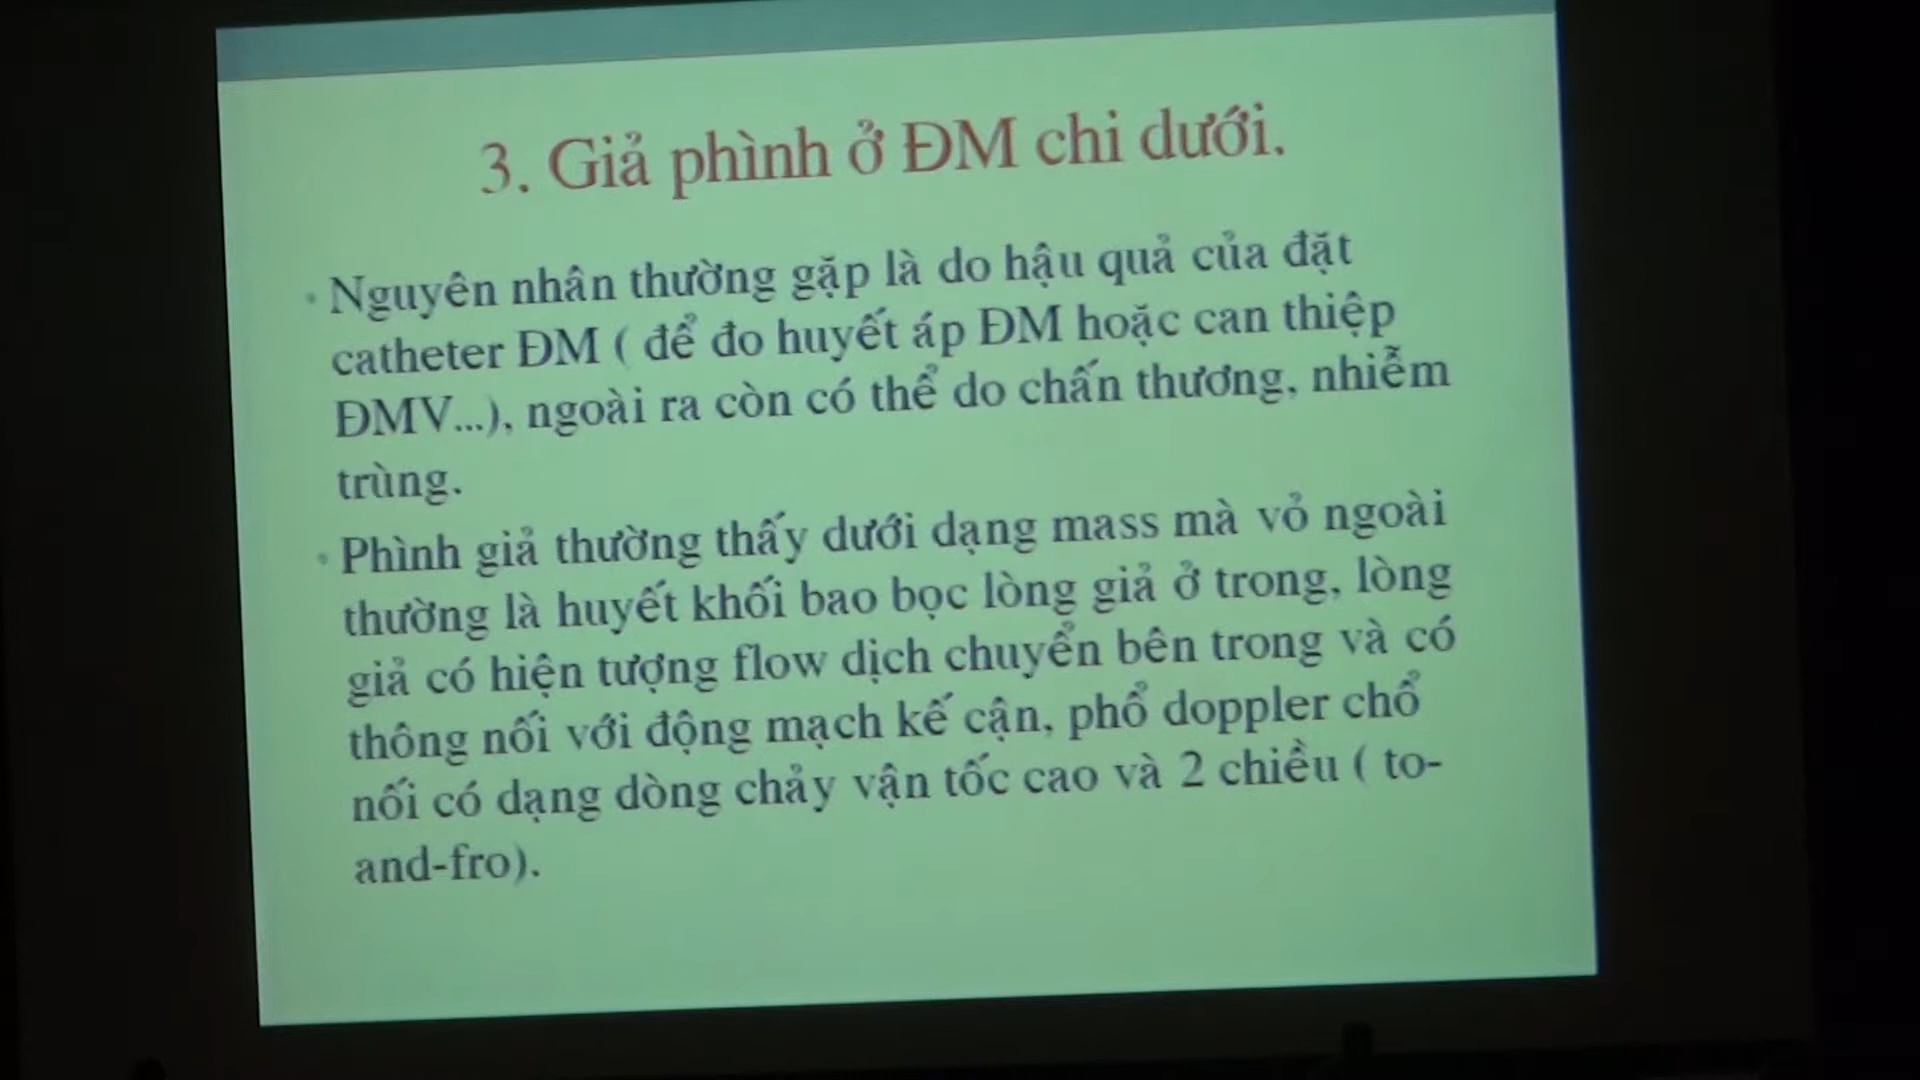 3. Giả phình ở ĐM chi dưới.
• Nguyên nhân thường gặp là do hậu quả của đặt
catheter ĐM ( để đo huyết áp ĐM hoặc can thiệp
ĐMV...), ngoài ra còn có thể do chấn thương, nhiễm
trùng.
• Phình giả thường thấy dưới dạng mass mà vỏ ngoài
thường là huyết khối bao bọc lòng giả ở trong, lòng
giả có hiện tượng flow dịch chuyển bên trong và có
thông nối với động mạch kế cận, phổ doppler chổ
nối có dạng dòng chảy vận tốc cao và 2 chiều ( to-
and-fro).